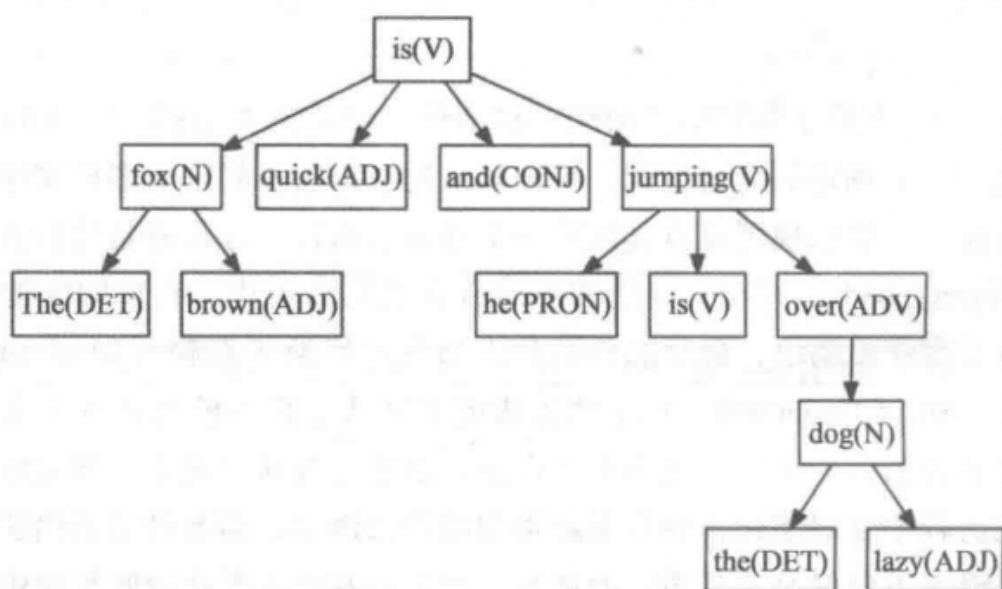 is(V)
fox(N) quick(ADJ) and(CONJ) jumping(V)
The(DET) brown(ADJ) he(PRON) is(V) over(ADV)
dog(N)
the(DET) lazy(ADJ)